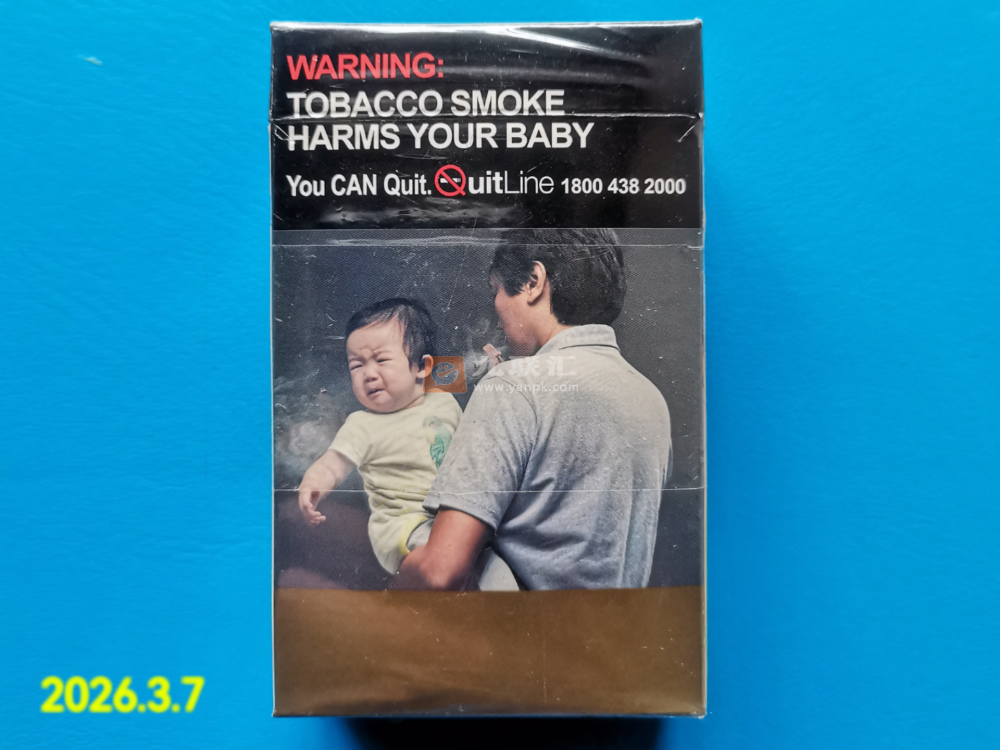 WARNING:
TOBACCO SMOKE
HARMS YOUR BABY
You CAN Quit. QuitLine 1800 438 2000
www.yanpk.com
2026.3.7